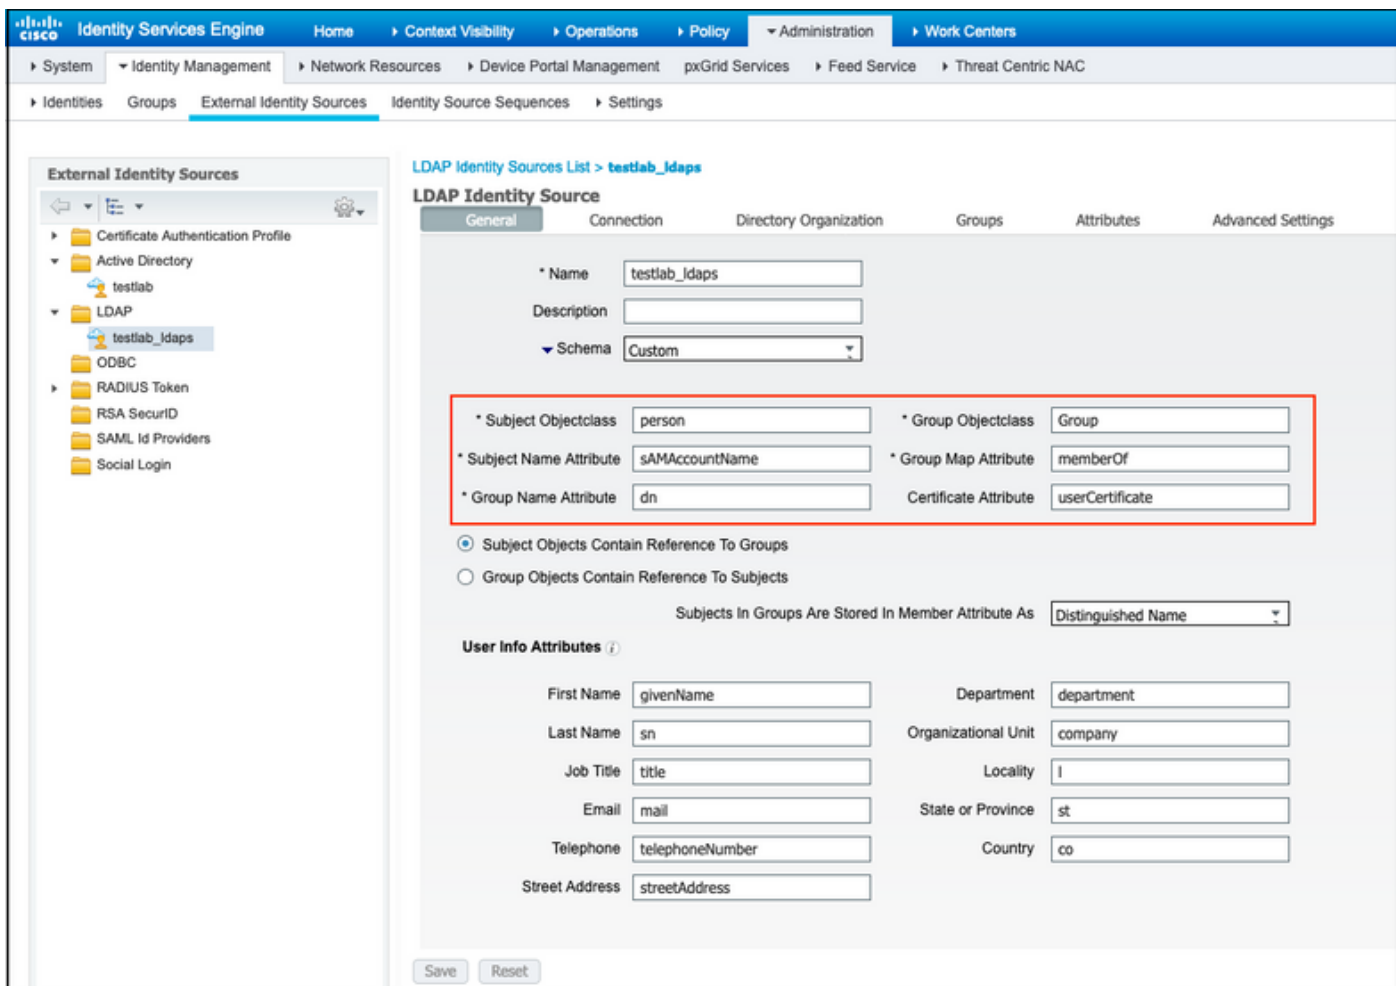 cisco Identity Services Engine Home Context Visibility Operations Policy Administration Work Centers
System Identity Management Network Resources Device Portal Management pxGrid Services Feed Service Threat Centric NAC
Identities Groups External Identity Sources Identity Source Sequences Settings
External Identity Sources
Certificate Authentication Profile
Active Directory
testlab
LDAP
testlab_ldaps
ODBC
RADIUS Token
RSA SecurID
SAML Id Providers
Social Login
LDAP Identity Sources List > testlab_ldaps
LDAP Identity Source
General Connection Directory Organization Groups Attributes Advanced Settings
* Name testlab_ldaps
Description
Schema Custom
* Subject Objectclass person * Group Objectclass Group
* Subject Name Attribute sAMAccountName * Group Map Attribute memberOf
* Group Name Attribute dn Certificate Attribute userCertificate
Subject Objects Contain Reference To Groups
Group Objects Contain Reference To Subjects
Subjects In Groups Are Stored In Member Attribute As Distinguished Name
User Info Attributes i
First Name givenName Department department
Last Name sn Organizational Unit company
Job Title title Locality l
Email mail State or Province st
Telephone telephoneNumber Country co
Street Address streetAddress
Save Reset